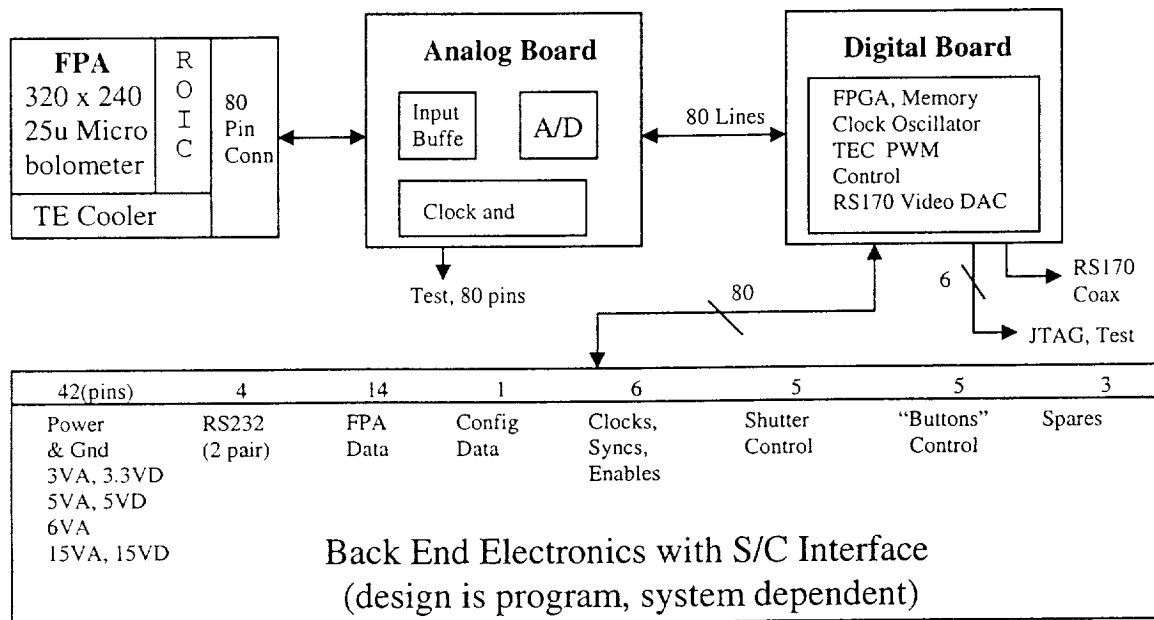 FPA
320 x 240
25u Micro
bolometer
ROIC
80
Pin
Conn
TE Cooler
Analog Board
Input
Buffe
A/D
Clock and
Test, 80 pins
80 Lines
Digital Board
FPGA, Memory
Clock Oscillator
TEC PWM
Control
RS170 Video DAC
80
6
RS170
Coax
JTAG, Test
42(pins) 4 14 1 6 5 5 3
Power
& Gnd
3VA, 3.3VD
5VA, 5VD
6VA
15VA, 15VD
RS232
(2 pair)
FPA
Data
Config
Data
Clocks,
Syncs,
Enables
Shutter
Control
"Buttons"
Control
Spares
Back End Electronics with S/C Interface
(design is program, system dependent)